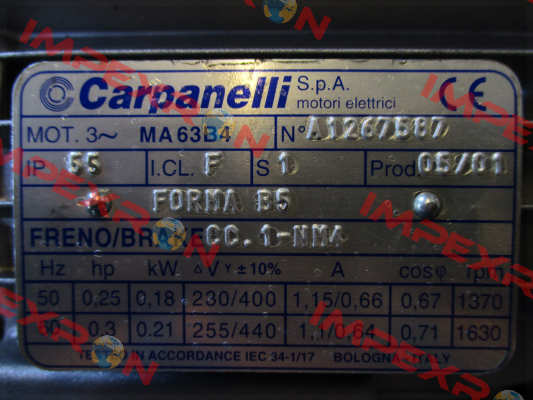 Carpanelli S.p.A.
motori elettrici
CE
MOT. 3~ MA 63B4 N° A1267587
IP 55 I.CL. F S 1 Prod. 05/01
FORMA B5
FRENO/BRAKE CC. 1-NM4
Hz hp kW △ V Y ± 10% A cosφ rpm
50 0,25 0,18 230/400 1,15/0,66 0,67 1370
60 0.3 0.21 255/440 1,1/0,64 0,71 1630
TESTED IN ACCORDANCE IEC 34-1/17 BOLOGNA - ITALY
IMPEXRON